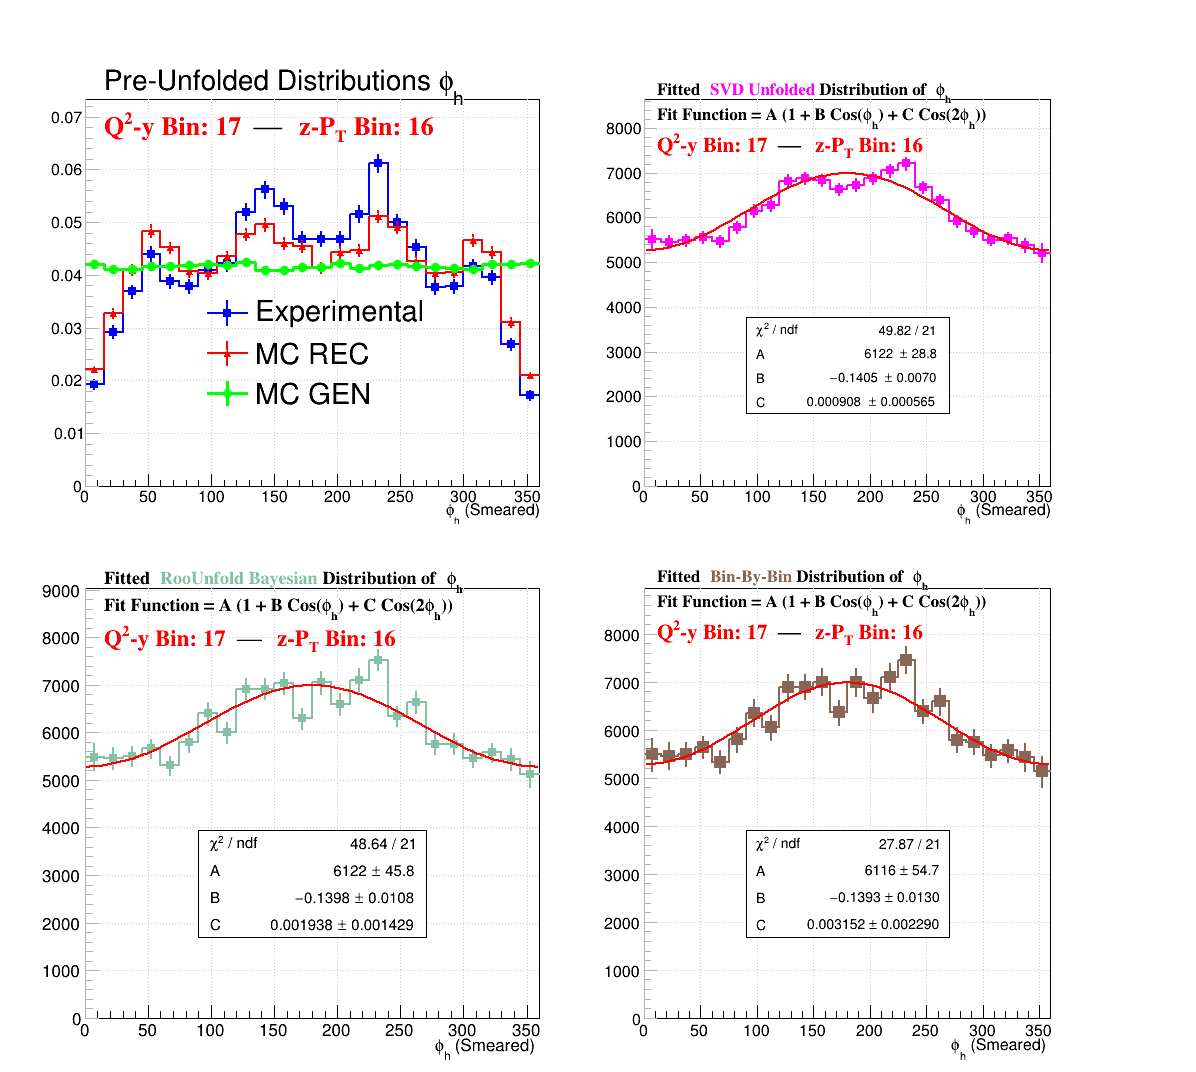 Pre-Unfolded Distributions ϕh
Q²-y Bin: 17 — z-PT Bin: 16
0.07
0.06
0.05
0.04
0.03
0.02
0.01
0
Experimental
MC REC
MC GEN
0 50 100 150 200 250 300 350
ϕh (Smeared)
Fitted SVD Unfolded Distribution of ϕh
Fit Function = A (1 + B Cos(ϕh) + C Cos(2ϕh))
Q²-y Bin: 17 — z-PT Bin: 16
8000
7000
6000
5000
4000
3000
2000
1000
0
χ² / ndf 49.82 / 21
A 6122 ± 28.8
B −0.1405 ± 0.0070
C 0.000908 ± 0.000565
0 50 100 150 200 250 300 350
ϕh (Smeared)
Fitted RooUnfold Bayesian Distribution of ϕh
Fit Function = A (1 + B Cos(ϕh) + C Cos(2ϕh))
Q²-y Bin: 17 — z-PT Bin: 16
9000
8000
7000
6000
5000
4000
3000
2000
1000
0
χ² / ndf 48.64 / 21
A 6122 ± 45.8
B −0.1398 ± 0.0108
C 0.001938 ± 0.001429
0 50 100 150 200 250 300 350
ϕh (Smeared)
Fitted Bin-By-Bin Distribution of ϕh
Fit Function = A (1 + B Cos(ϕh) + C Cos(2ϕh))
Q²-y Bin: 17 — z-PT Bin: 16
8000
7000
6000
5000
4000
3000
2000
1000
0
χ² / ndf 27.87 / 21
A 6116 ± 54.7
B −0.1393 ± 0.0130
C 0.003152 ± 0.002290
0 50 100 150 200 250 300 350
ϕh (Smeared)